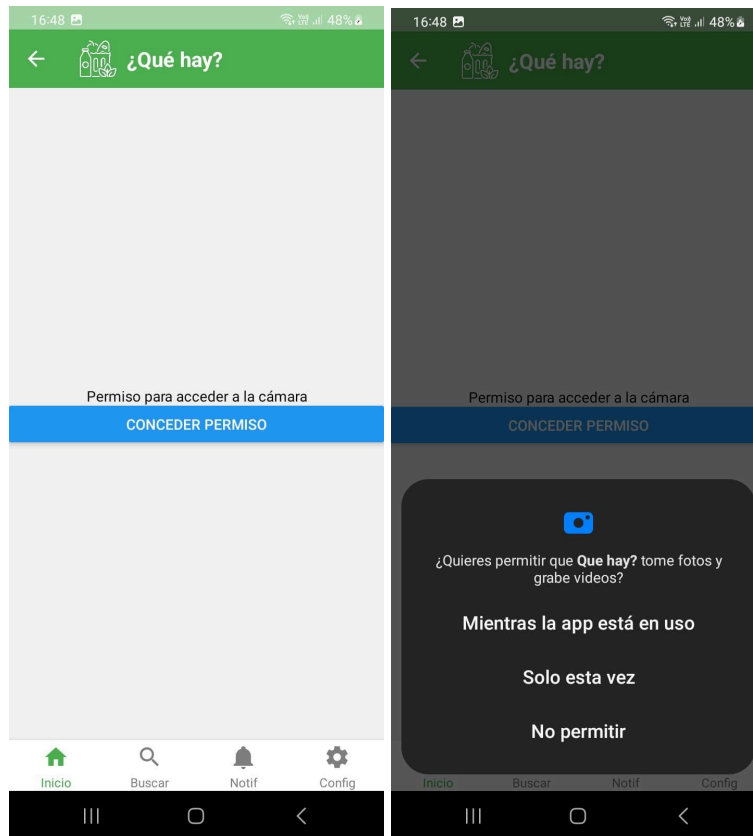 16:48
48%
¿Qué hay?
Permiso para acceder a la cámara
CONCEDER PERMISO
Inicio
Buscar
Notif
Config
16:48
48%
¿Qué hay?
Permiso para acceder a la cámara
CONCEDER PERMISO
¿Quieres permitir que Que hay? tome fotos y
grabe videos?
Mientras la app está en uso
Solo esta vez
No permitir
Inicio
Buscar
Notif
Config